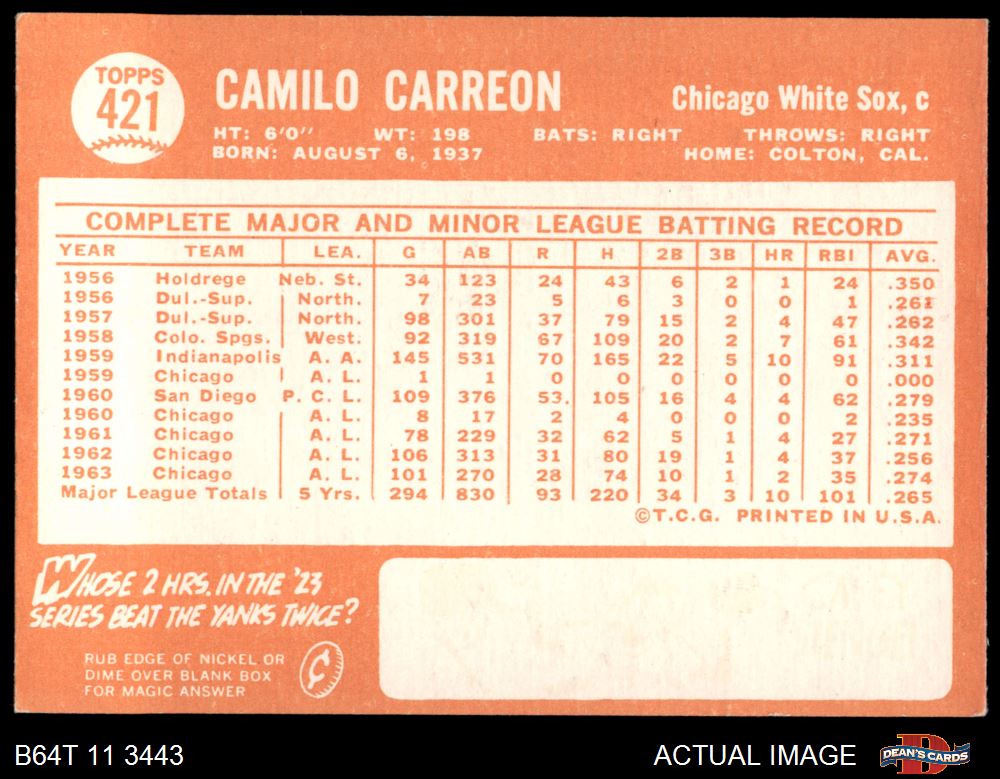 TOPPS
421
CAMILO CARREON
Chicago White Sox, c
HT: 6'0" WT: 198 BATS: RIGHT THROWS: RIGHT
BORN: AUGUST 6, 1937 HOME: COLTON, CAL.
COMPLETE MAJOR AND MINOR LEAGUE BATTING RECORD
YEAR TEAM LEA. G AB R H 2B 3B HR RBI AVG.
1956 Holdrege Neb. St. 34 123 24 43 6 2 1 24 .350
1956 Dul.-Sup. North. 7 23 5 6 3 0 0 1 .261
1957 Dul.-Sup. North. 98 301 37 79 15 2 4 47 .262
1958 Colo. Spgs. West. 92 319 67 109 20 2 7 61 .342
1959 Indianapolis A. A. 145 531 70 165 22 5 10 91 .311
1959 Chicago A. L. 1 1 0 0 0 0 0 0 .000
1960 San Diego P. C. L. 109 376 53. 105 16 4 4 62 .279
1960 Chicago A. L. 8 17 2 4 0 0 0 2 .235
1961 Chicago A. L. 78 229 32 62 5 1 4 27 .271
1962 Chicago A. L. 106 313 31 80 19 1 4 37 .256
1963 Chicago A. L. 101 270 28 74 10 1 2 35 .274
Major League Totals 5 Yrs. 294 830 93 220 34 3 10 101 .265
©T.C.G. PRINTED IN U.S.A.
WHOSE 2 HRS. IN THE '23
SERIES BEAT THE YANKS TWICE?
RUB EDGE OF NICKEL OR
DIME OVER BLANK BOX
FOR MAGIC ANSWER
¢
B64T 11 3443
ACTUAL IMAGE
D
DEAN'S CARDS